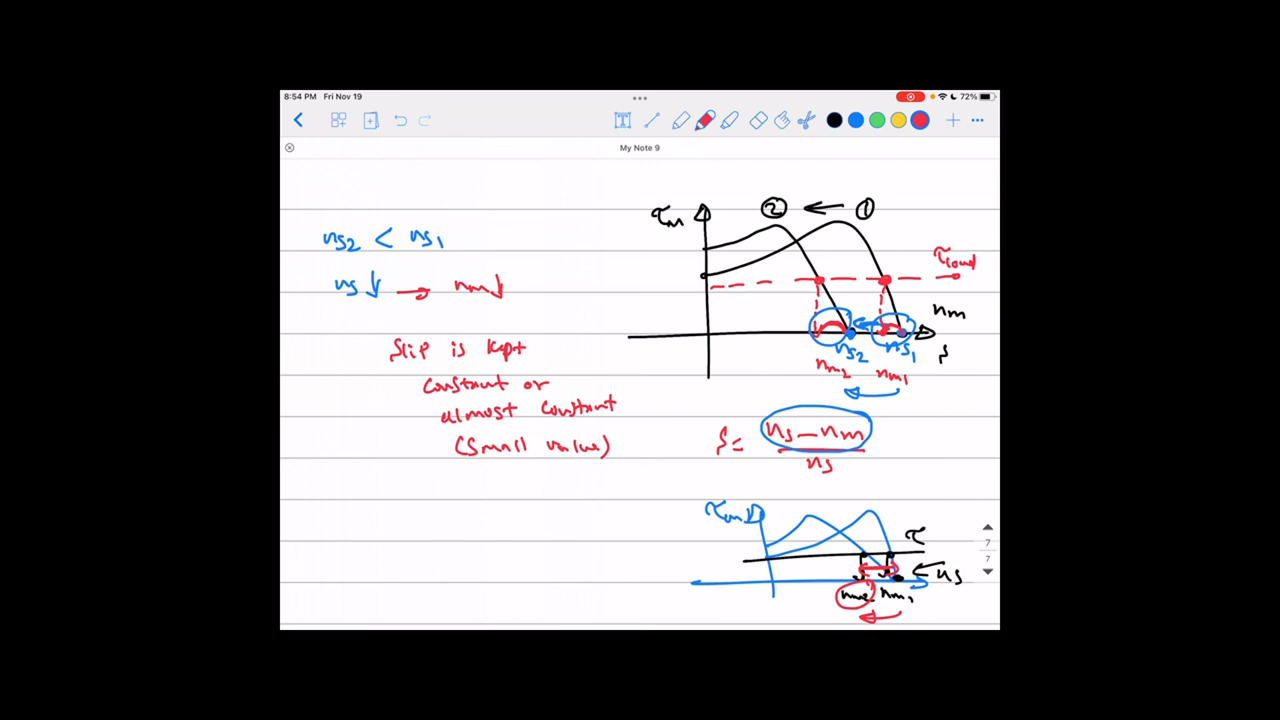 8:54 PM Fri Nov 19
72%
My Note 9
② ← ①
τm
ns2 < ns1
τload
ns↓ → nm↓
nm
ns2 ns1
s
nm2 nm1
Slip is kept
constant or
almost constant
(small value)
s = ns - nm
ns
τm
τ
7
7
← ns
nm2 nm1